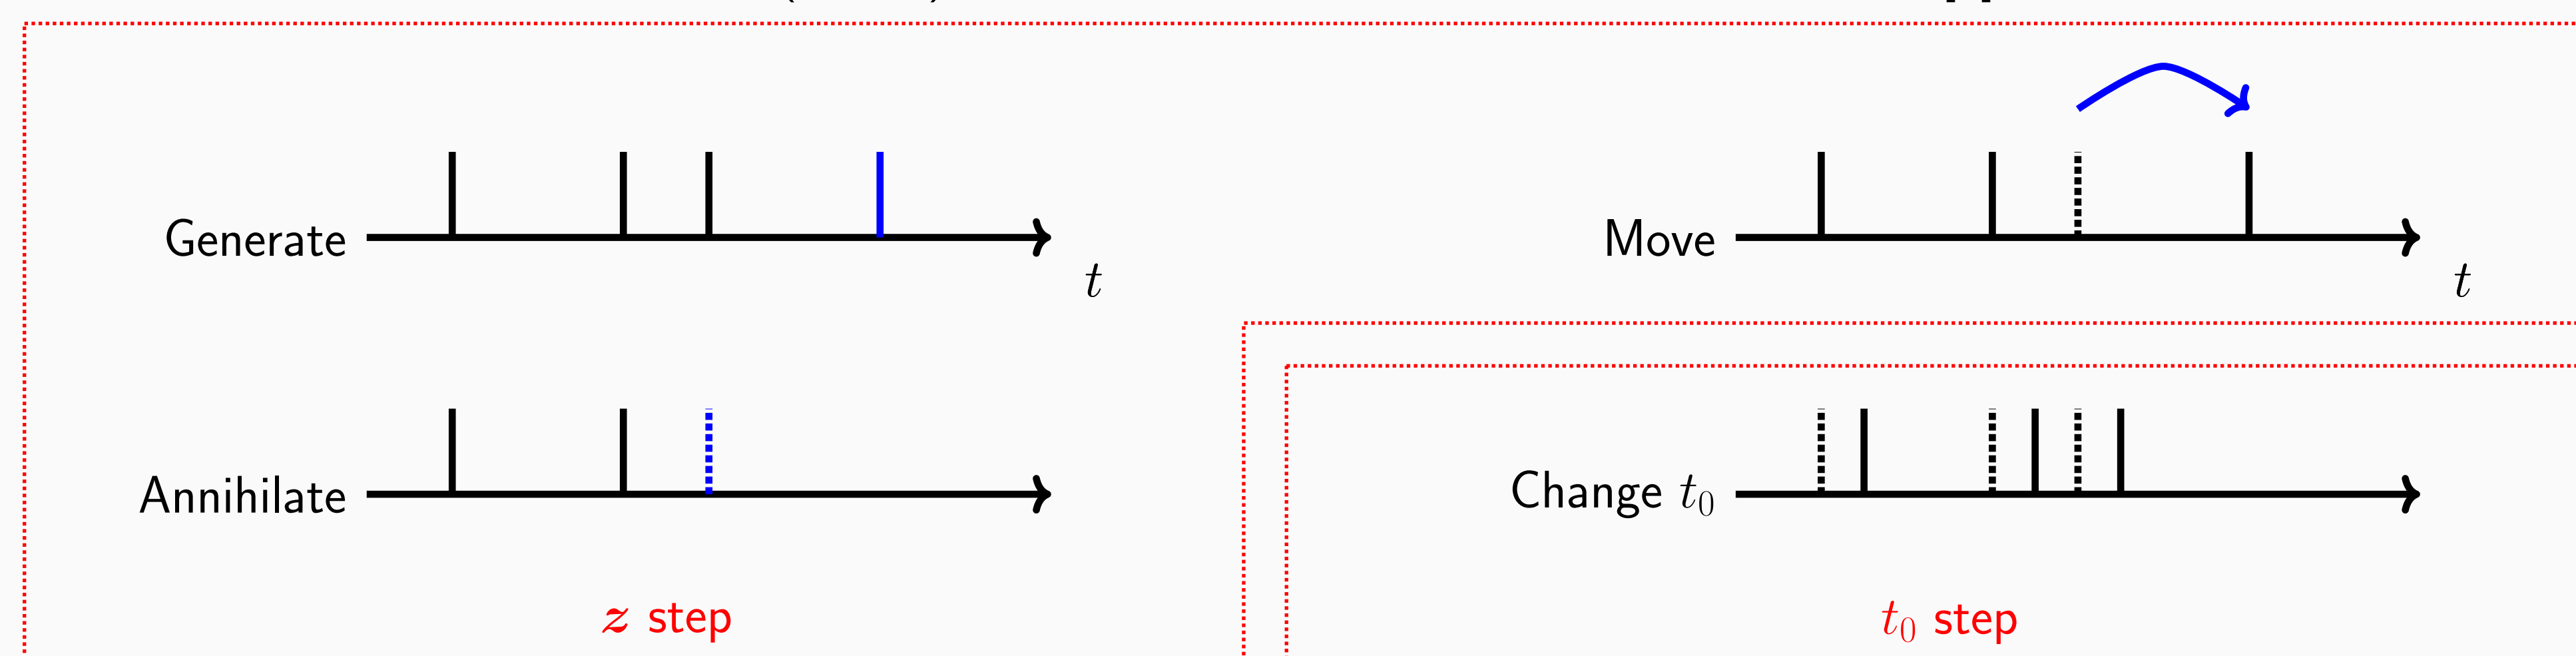 Generate
t
Move
t
Annihilate
Change t₀
z step
t₀ step